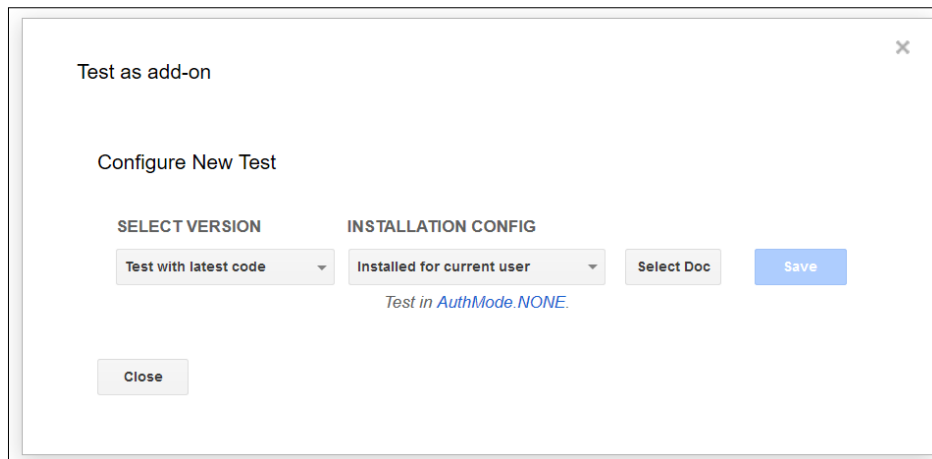 Test as add-on
Configure New Test
SELECT VERSION INSTALLATION CONFIG
Test with latest code Installed for current user Select Doc Save
Test in AuthMode.NONE.
Close